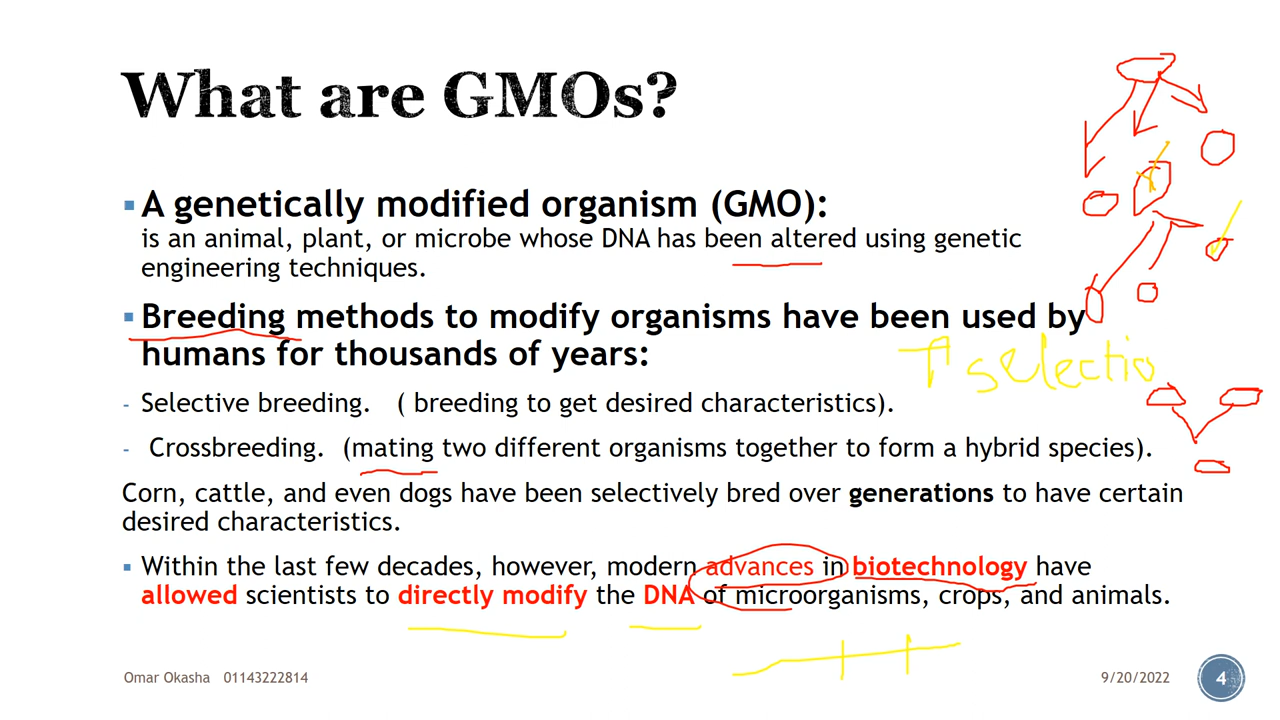 What are GMOs?
▪ A genetically modified organism (GMO):
is an animal, plant, or microbe whose DNA has been altered using genetic
engineering techniques.
▪ Breeding methods to modify organisms have been used by
humans for thousands of years:
- Selective breeding. ( breeding to get desired characteristics).
selectio
- Crossbreeding. (mating two different organisms together to form a hybrid species).
Corn, cattle, and even dogs have been selectively bred over generations to have certain
desired characteristics.
▪ Within the last few decades, however, modern advances in biotechnology have
allowed scientists to directly modify the DNA of microorganisms, crops, and animals.
Omar Okasha 01143222814
9/20/2022
4